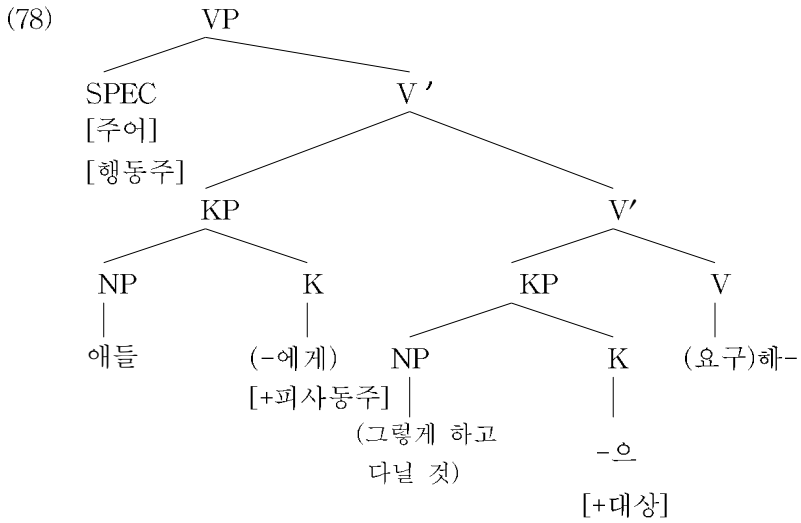 (78)
VP
SPEC V ′
[주어]
[행동주]
KP V′
NP K KP V
애들 (-에게) NP K (요구)해-
[+피사동주]
(그렇게 하고
다닐 것)
-으
[+대상]